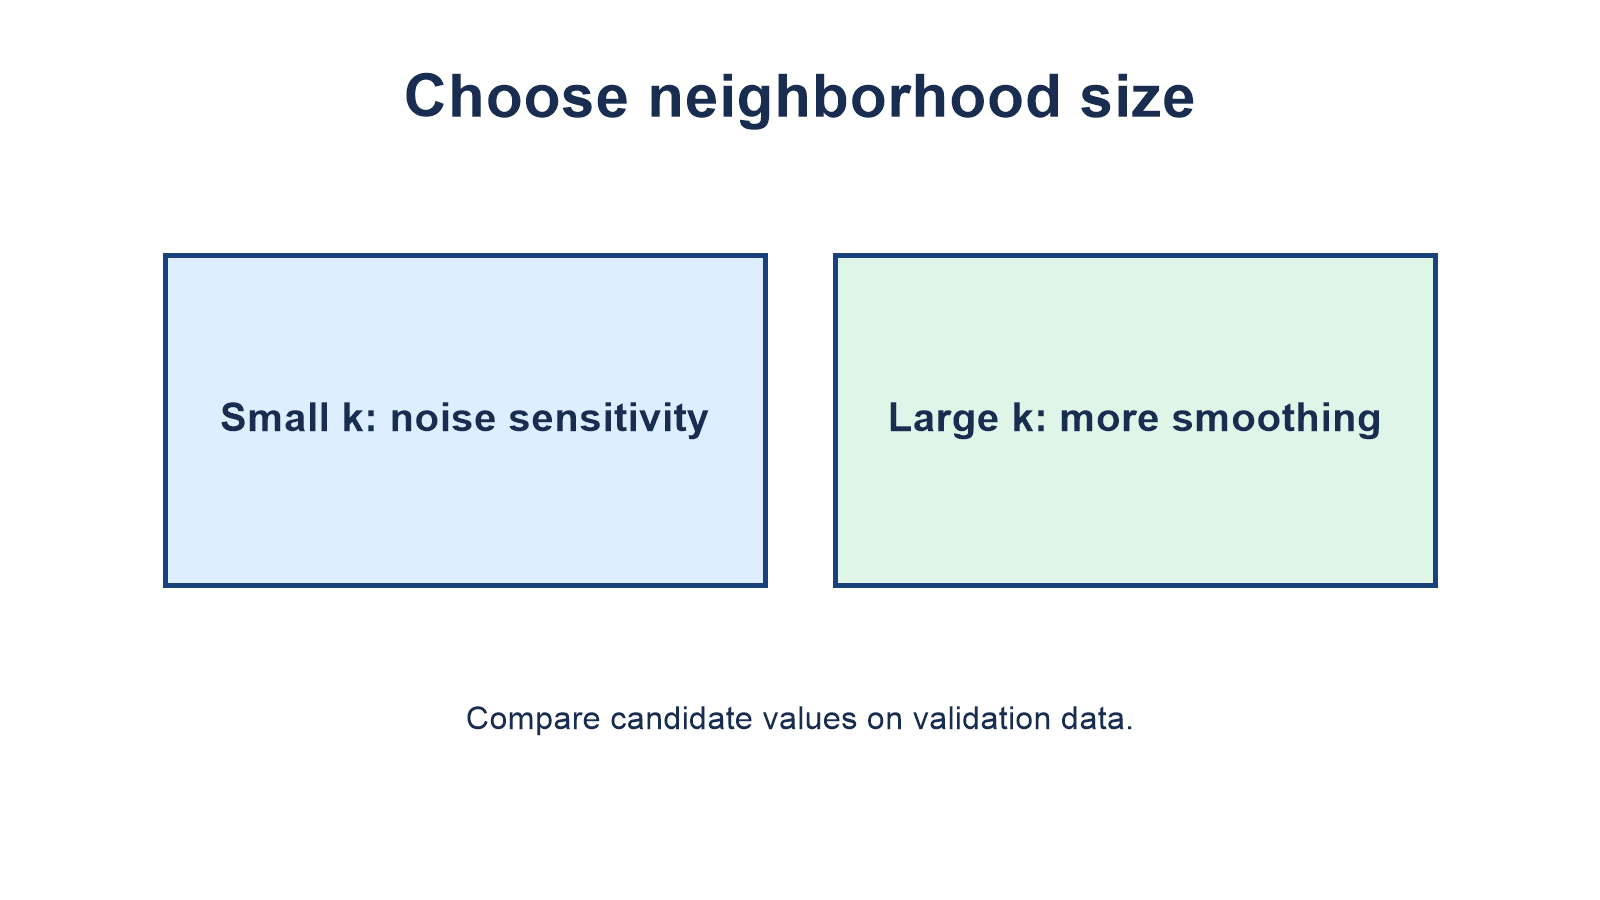 Choose neighborhood size
Small k: noise sensitivity
Large k: more smoothing
Compare candidate values on validation data.